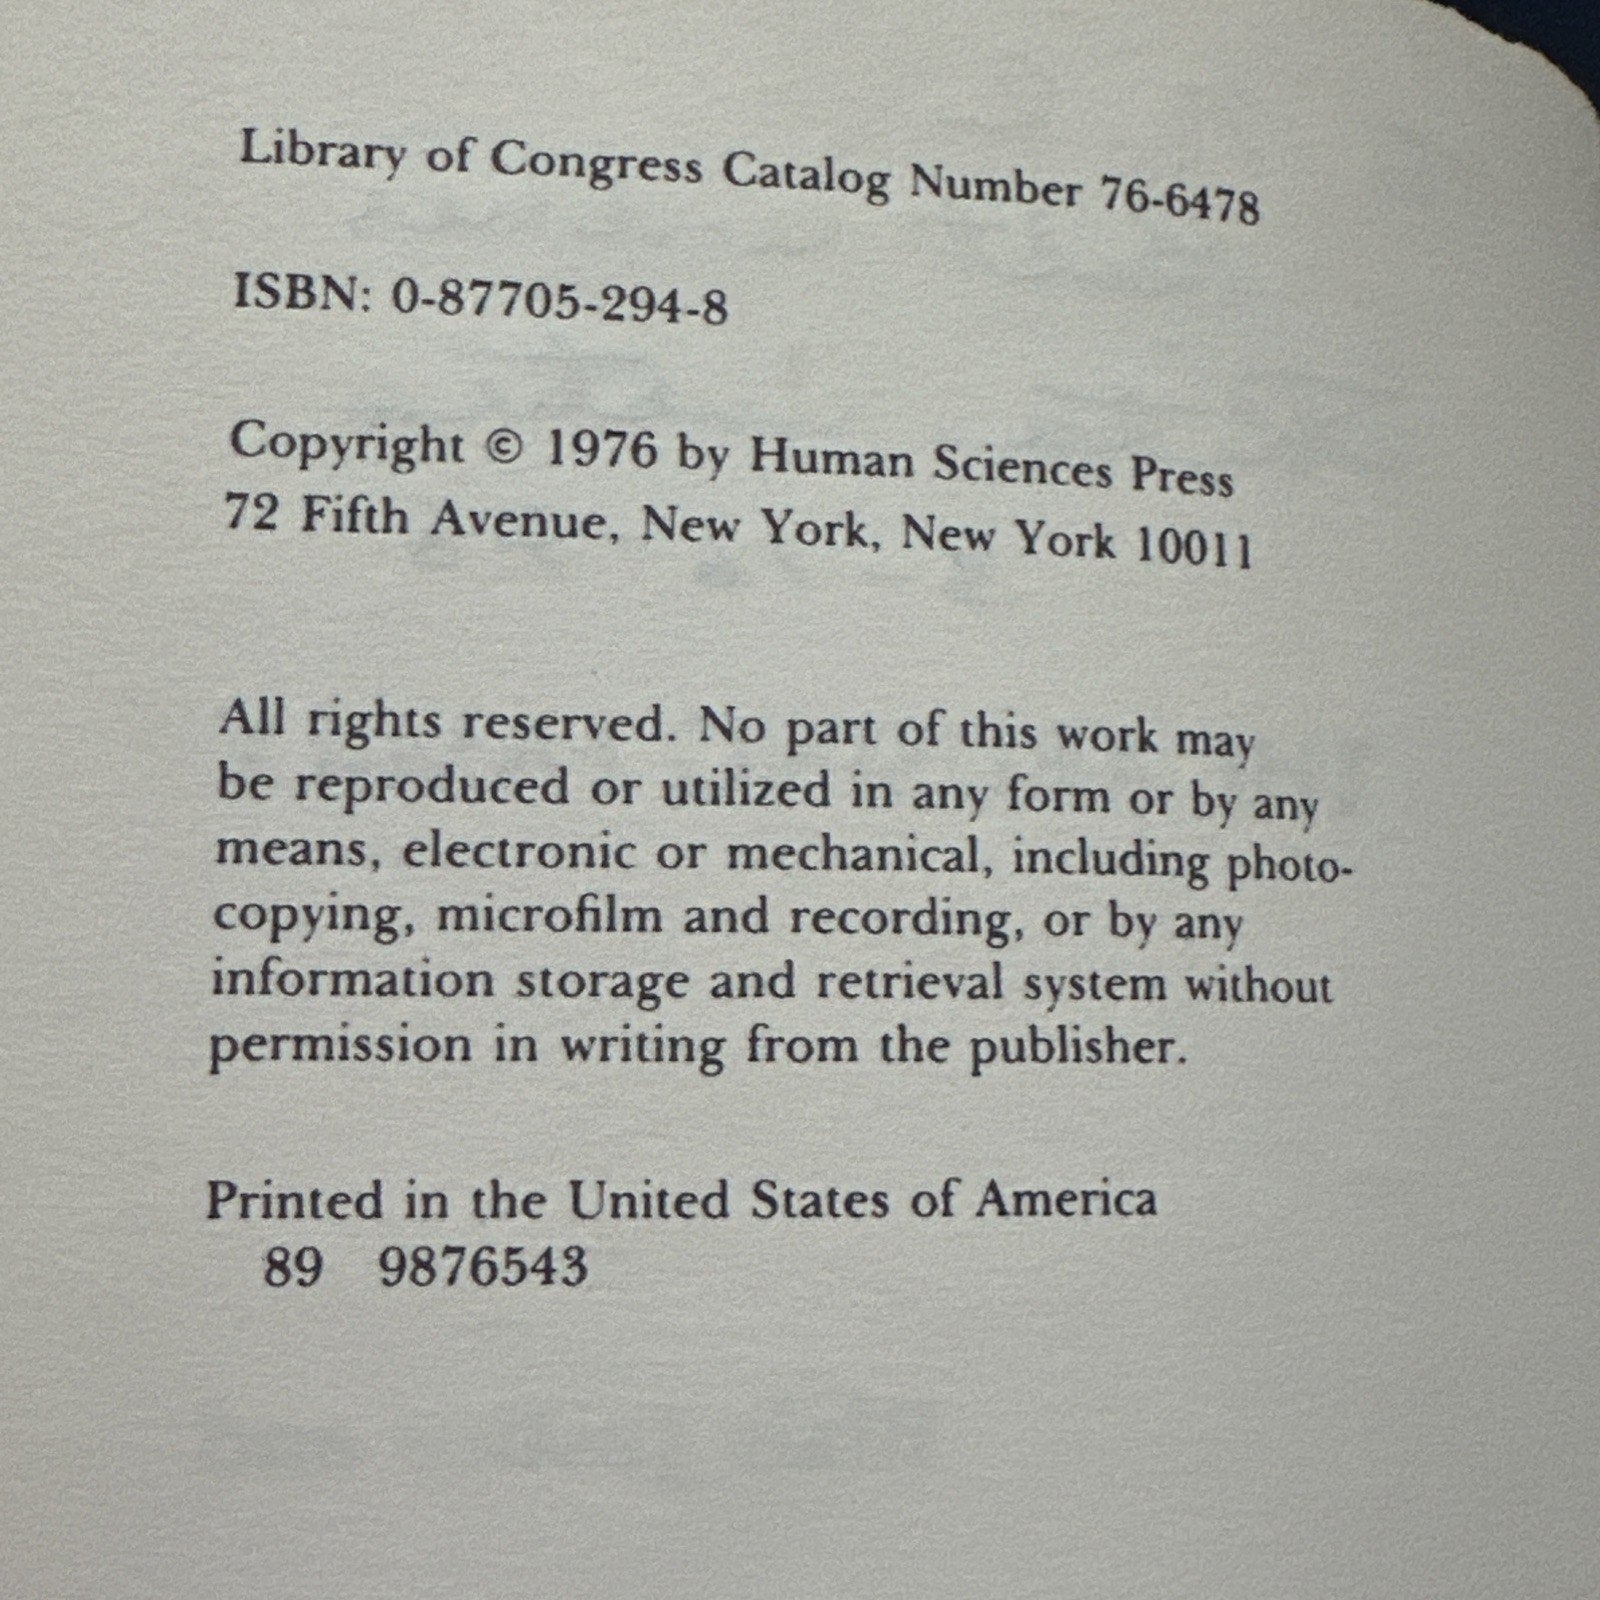 Library of Congress Catalog Number 76-6478
ISBN: 0-87705-294-8
Copyright © 1976 by Human Sciences Press
72 Fifth Avenue, New York, New York 10011
All rights reserved. No part of this work may
be reproduced or utilized in any form or by any
means, electronic or mechanical, including photo-
copying, microfilm and recording, or by any
information storage and retrieval system without
permission in writing from the publisher.
Printed in the United States of America
89 9876543